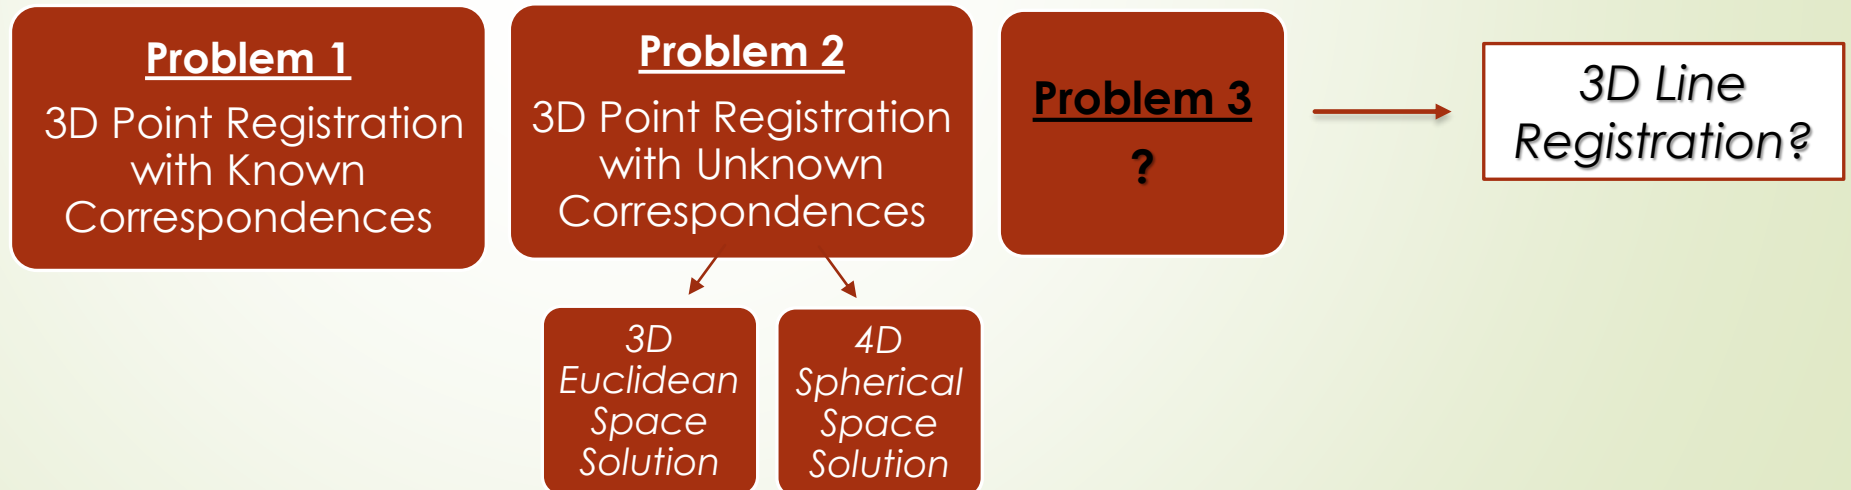 Problem 1
3D Point Registration
with Known
Correspondences
Problem 2
3D Point Registration
with Unknown
Correspondences
Problem 3
?
3D Line
Registration?
3D
Euclidean
Space
Solution
4D
Spherical
Space
Solution